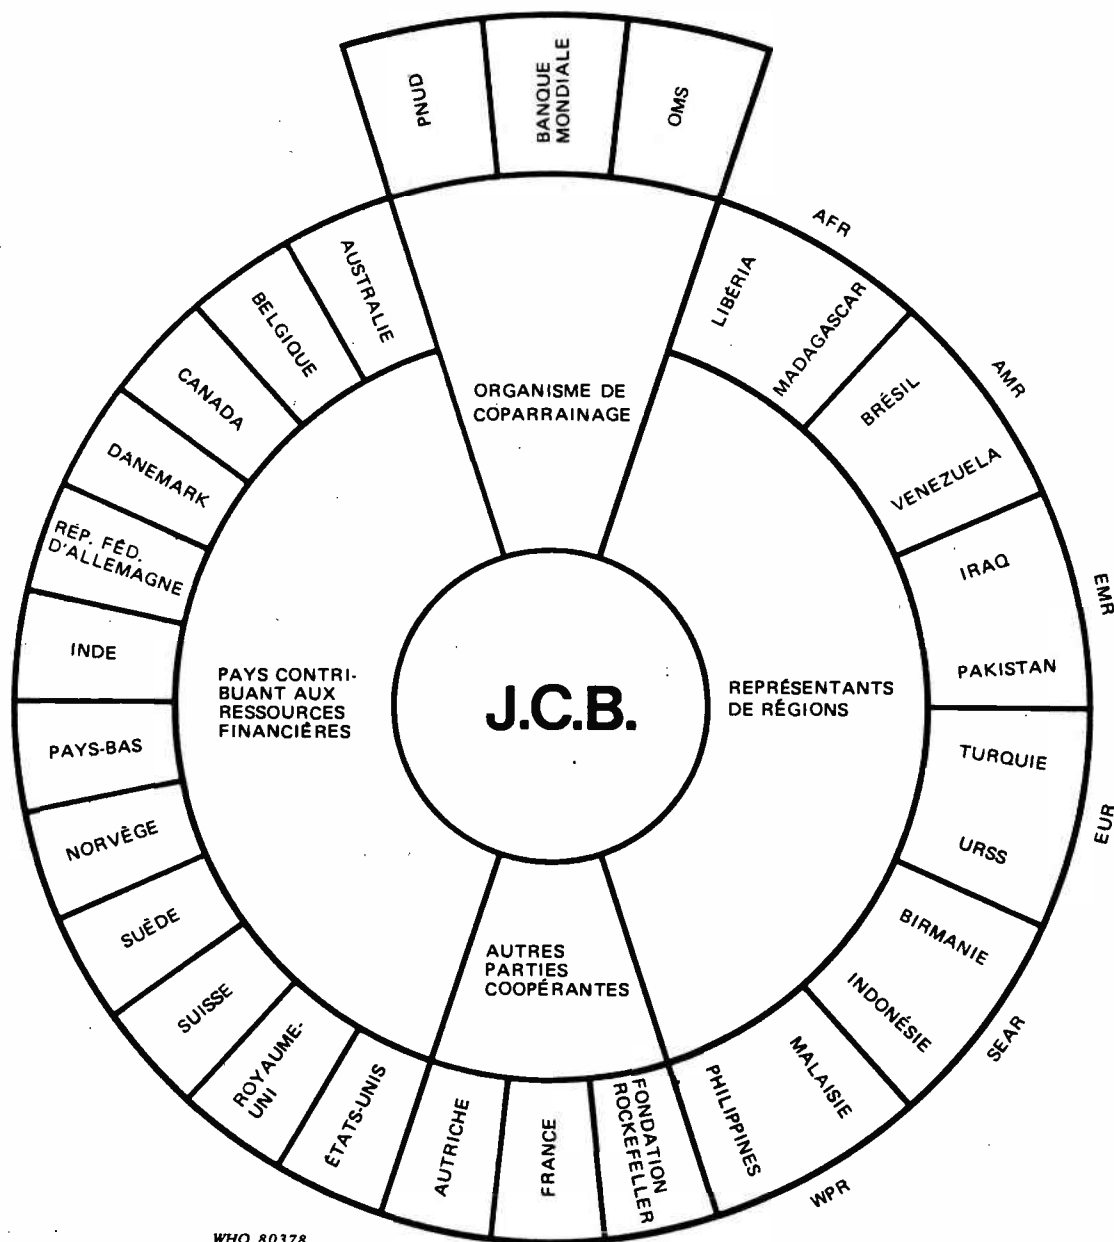 PNUD
BANQUE
MONDIALE
OMS
AFR
LIBÉRIA
MADAGASCAR
AMR
BRÉSIL
VENEZUELA
EMR
IRAQ
PAKISTAN
EUR
TURQUIE
URSS
SEAR
BIRMANIE
INDONÉSIE
WPR
MALAISIE
PHILIPPINES
FONDATION
ROCKEFELLER
FRANCE
AUTRICHE
ÉTATS-UNIS
ROYAUME-
UNI
SUISSE
SUÈDE
NORVÈGE
PAYS-BAS
INDE
RÉP. FÉD.
D'ALLEMAGNE
DANEMARK
CANADA
BELGIQUE
AUSTRALIE
ORGANISME DE
COPARRAINAGE
PAYS CONTRI-
BUANT AUX
RESSOURCES
FINANCIÈRES
J.C.B.
REPRÉSENTANTS
DE RÉGIONS
AUTRES
PARTIES
COOPÉRANTES
WHO 80378